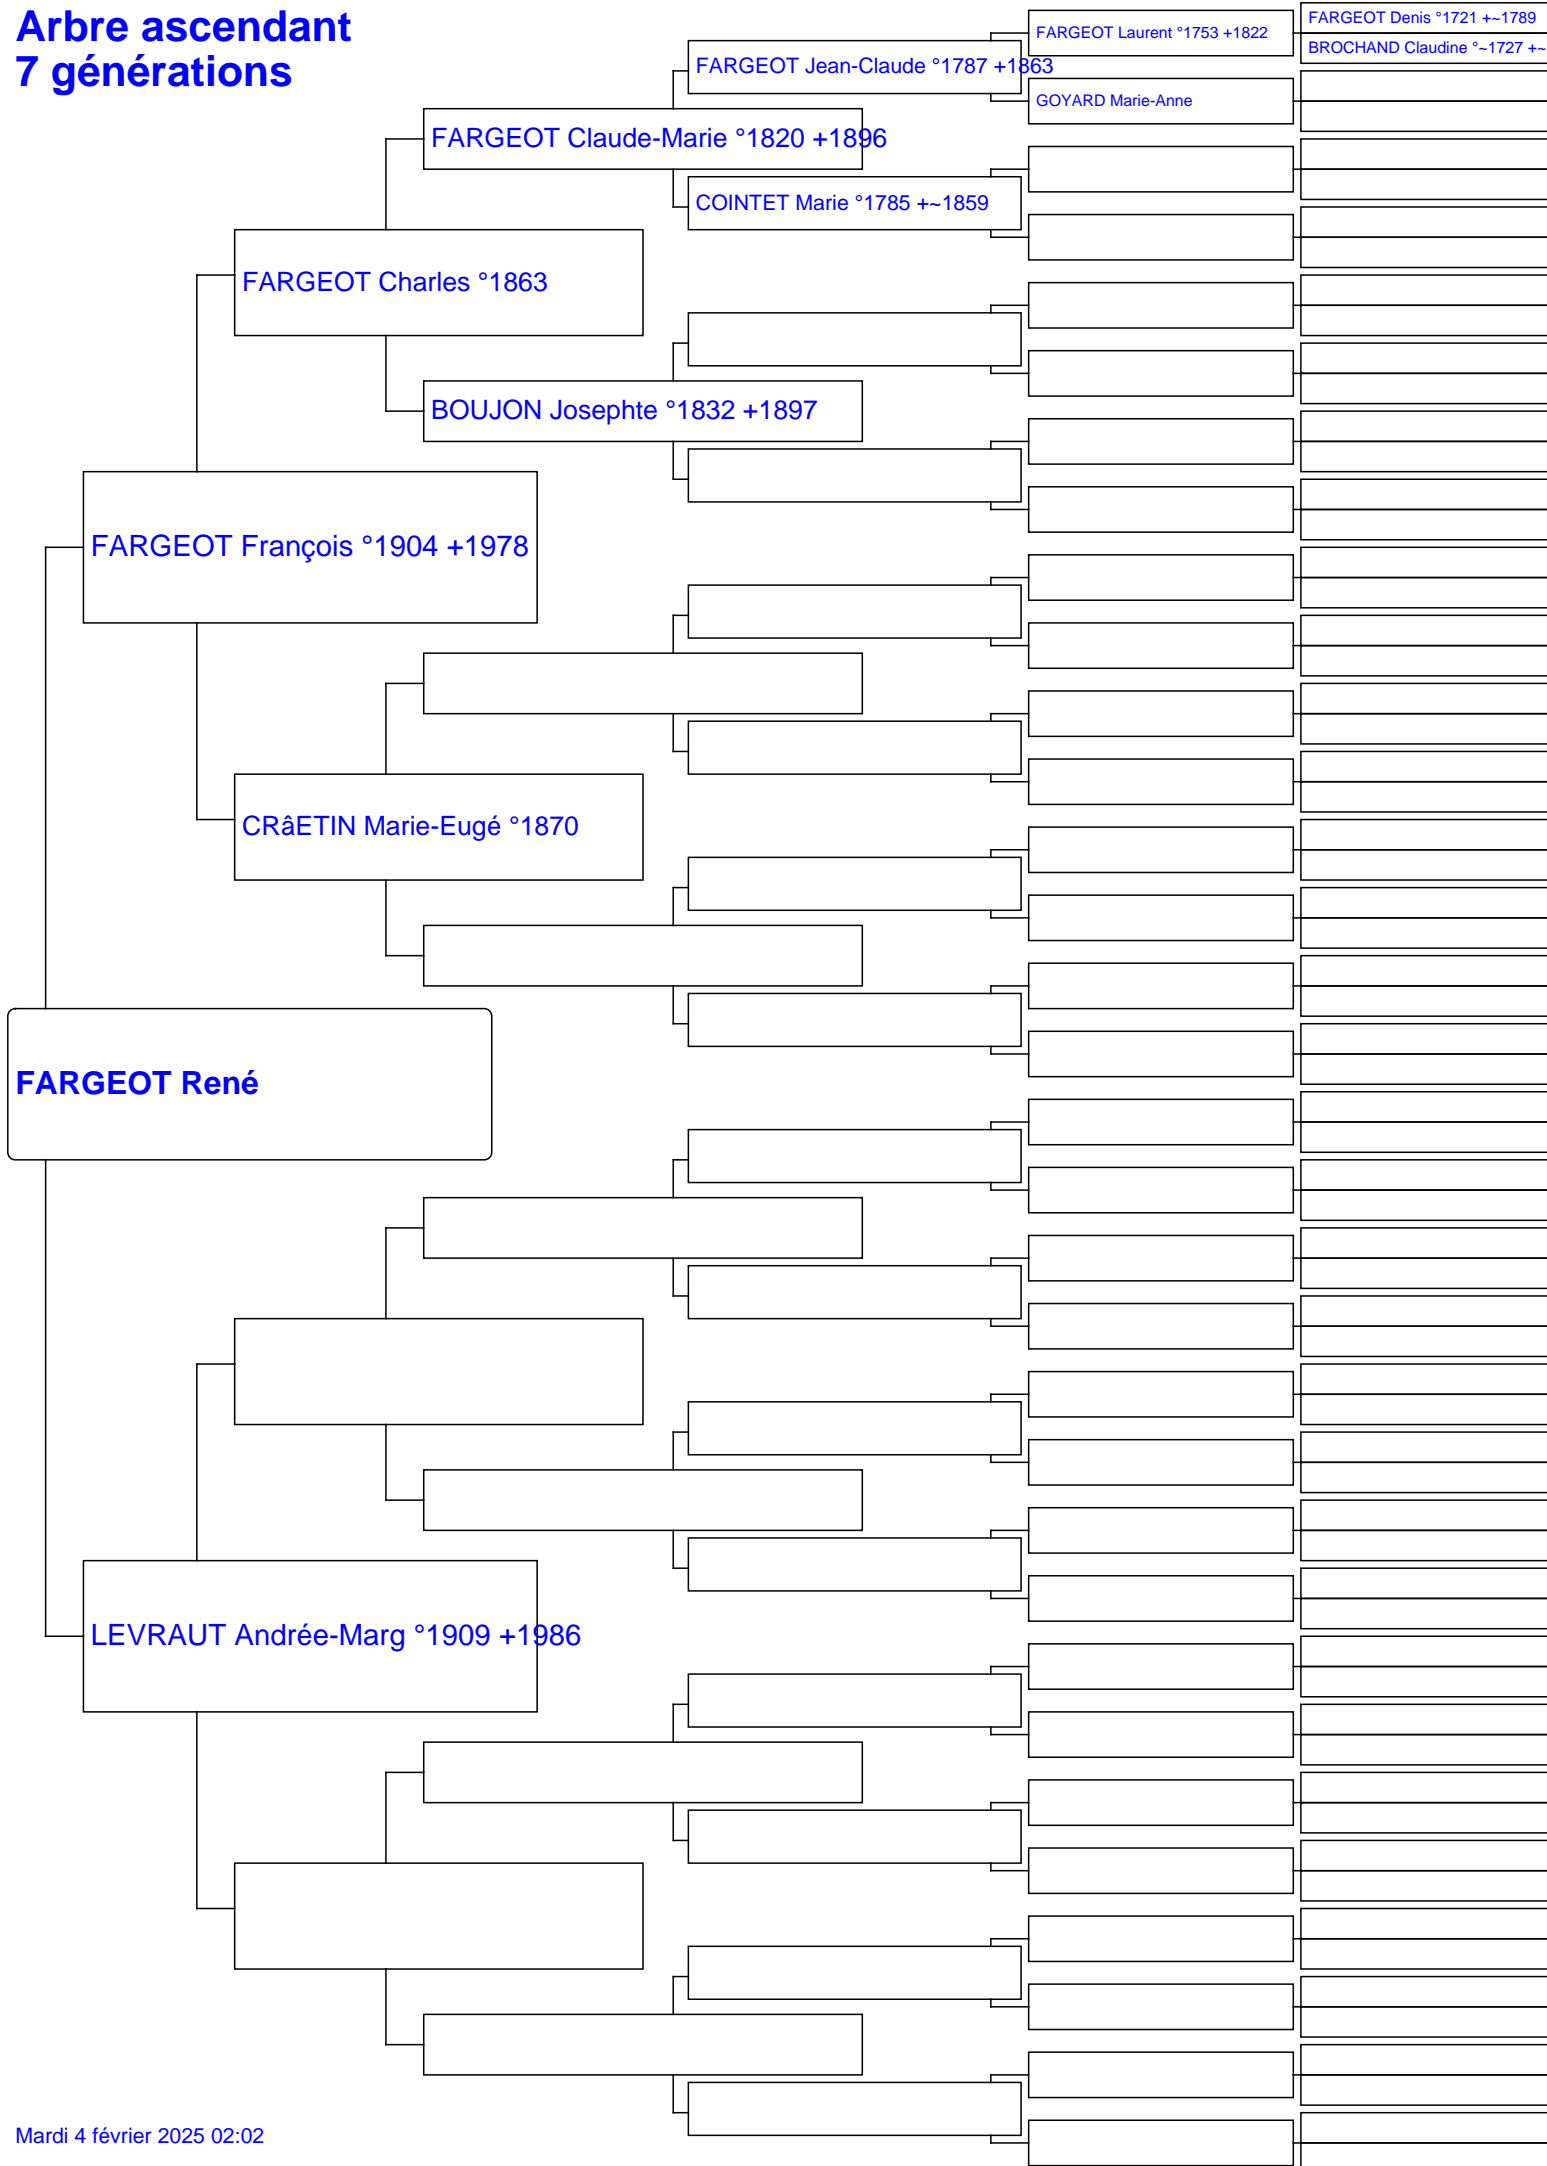 Arbre ascendant
7 générations
FARGEOT Denis °1721 +~1789
FARGEOT Laurent °1753 +1822
BROCHAND Claudine °~1727 +~
FARGEOT Jean-Claude °1787 +1863
GOYARD Marie-Anne
FARGEOT Claude-Marie °1820 +1896
COINTET Marie °1785 +~1859
FARGEOT Charles °1863
BOUJON Josephte °1832 +1897
FARGEOT François °1904 +1978
CRâETIN Marie-Eugé °1870
FARGEOT René
LEVRAUT Andrée-Marg °1909 +1986
Mardi 4 février 2025 02:02